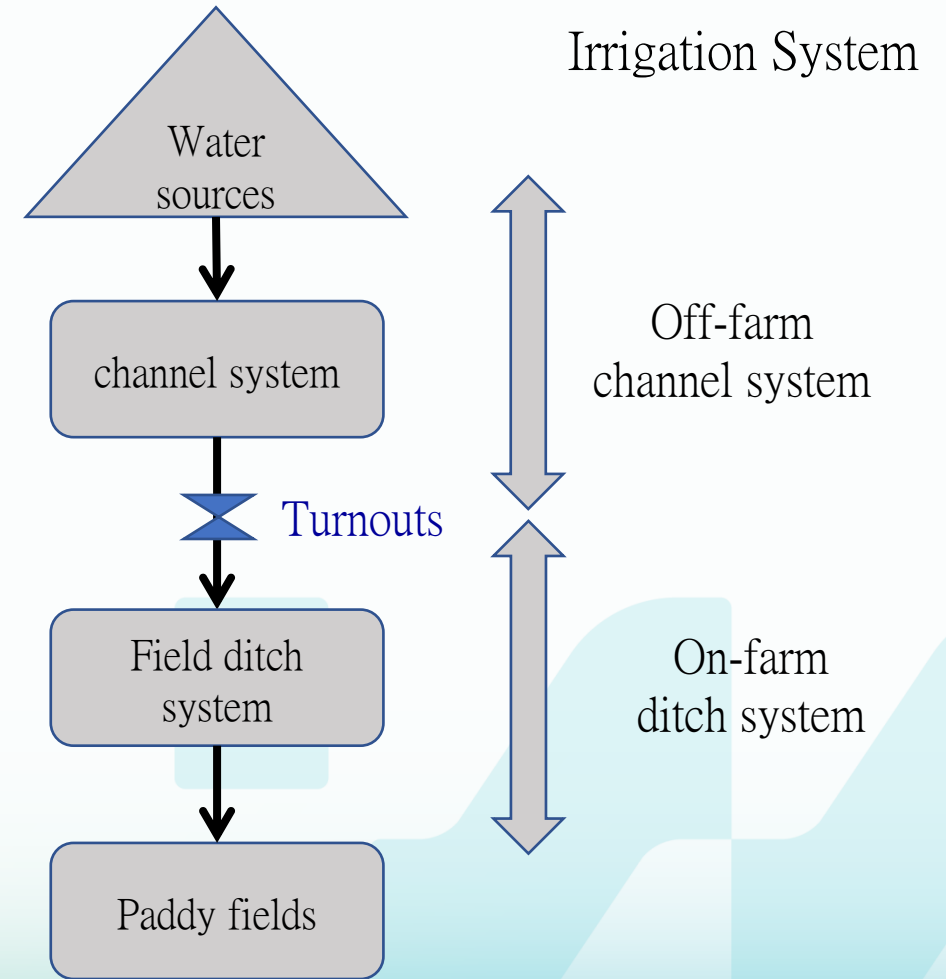 Irrigation System
Water
sources
channel system
Off-farm
channel system
Turnouts
Field ditch
system
On-farm
ditch system
Paddy fields